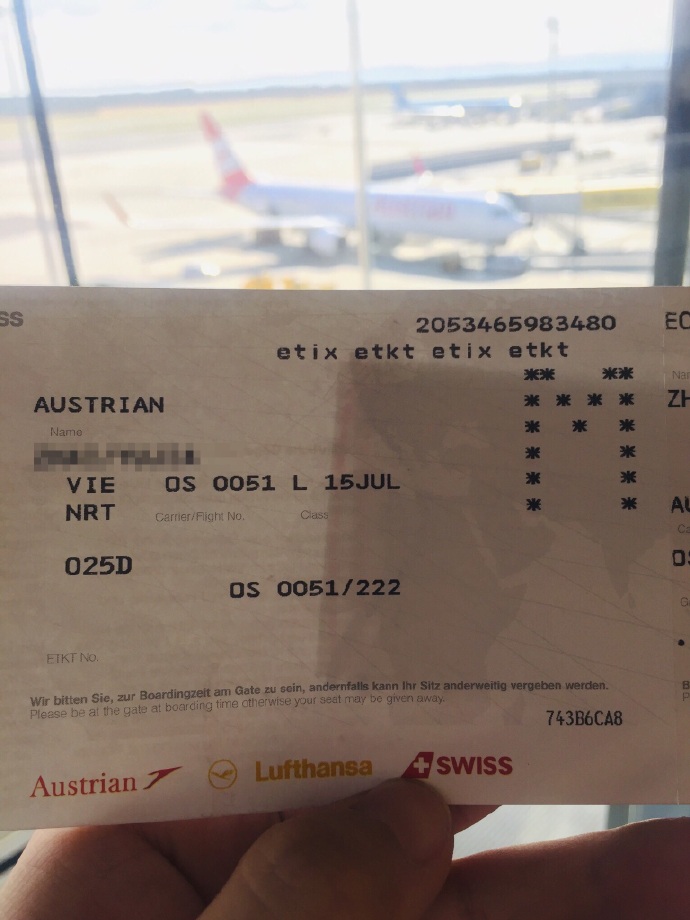 SS
2053465983480
EC
etix etkt etix etkt
** **
AUSTRIAN
* * * *
ZH
Name
* * *
* *
VIE OS 0051 L 15JUL
* *
NRT Carrier/Flight No. Class
* *
AU
025D
OS
OS 0051/222
ETKT No.
Wir bitten Sie, zur Boardingzeit am Gate zu sein, andernfalls kann Ihr Sitz anderweitig vergeben werden.
Please be at the gate at boarding time otherwise your seat may be given away.
743B6CA8
Austrian Lufthansa SWISS